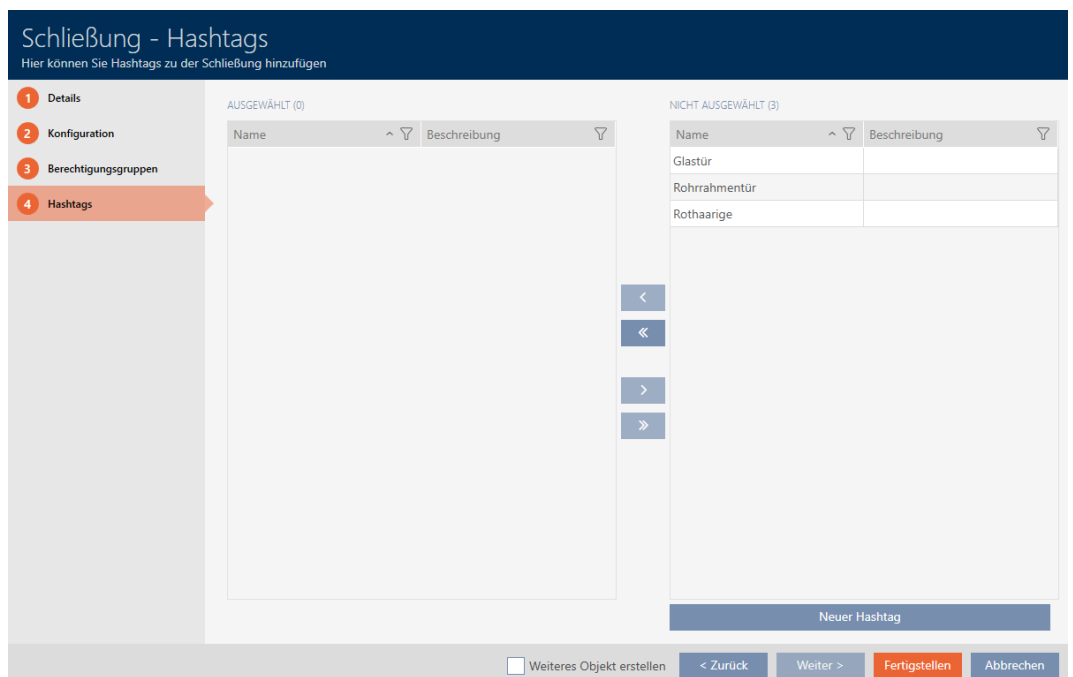 Schließung - Hashtags
Hier können Sie Hashtags zu der Schließung hinzufügen
1 Details
2 Konfiguration
3 Berechtigungsgruppen
4 Hashtags
AUSGEWÄHLT (0)
Name Beschreibung
NICHT AUSGEWÄHLT (3)
Name Beschreibung
Glastür
Rohrrahmentür
Rothaarige
Neuer Hashtag
Weiteres Objekt erstellen
< Zurück
Weiter >
Fertigstellen
Abbrechen